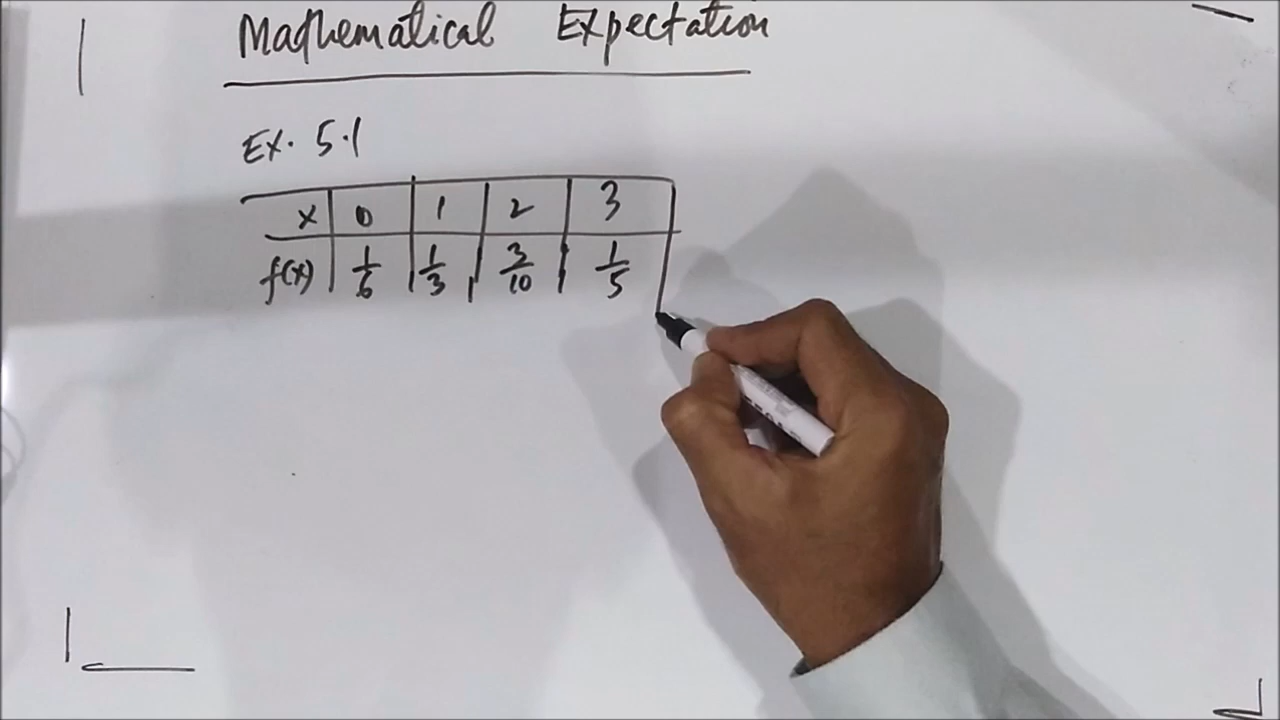 Mathematical Expectation
Ex. 5.1
x 0 1 2 3
f(x) 1/6 1/3 3/10 1/5